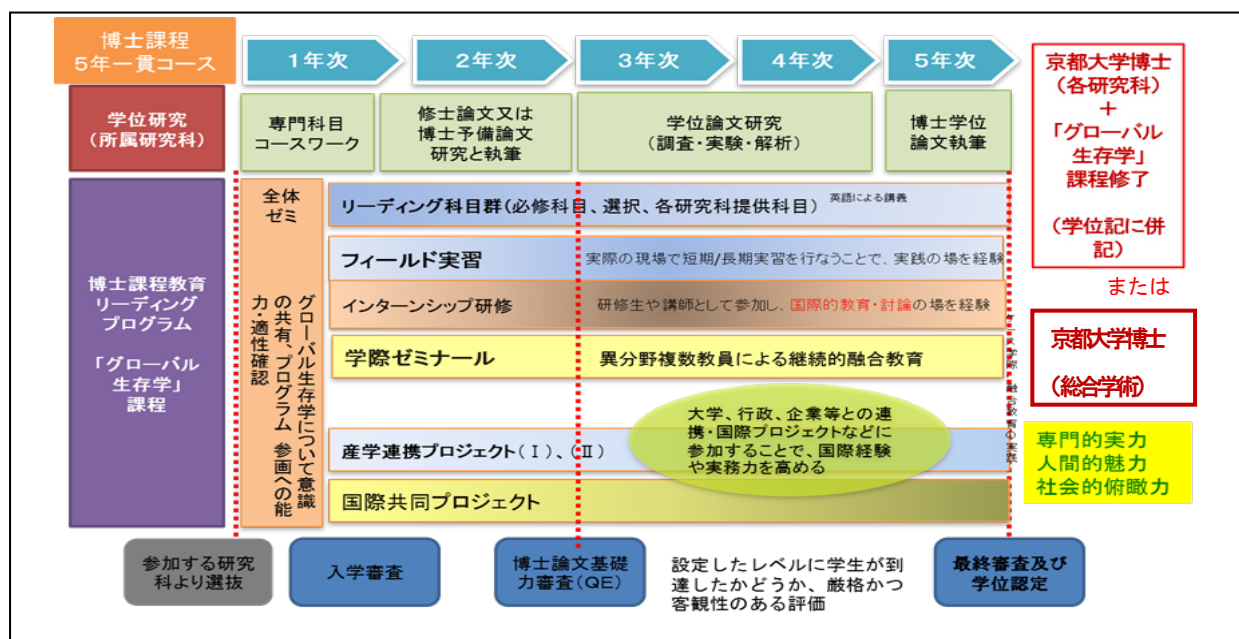 博士課程
5年一貫コース
1年次
2年次
3年次
4年次
5年次
学位研究
(所属研究科)
専門科目
コースワーク
修士論文又は
博士予備論文
研究と執筆
学位論文研究
(調査・実験・解析)
博士学位
論文執筆
京都大学博士
(各研究科)
+
「グローバル
生存学」
課程修了
(学位記に併
記)
または
京都大学博士
(総合学術)
専門的実力
人間的魅力
社会的俯瞰力
博士課程教育
リーディング
プログラム
「グローバル
生存学」
課程
全体
ゼミ
グローバル生存学について意識
の共有、プログラム 参画への能
力・適性確認
リーディング科目群(必修科目、選択、各研究科提供科目) 英語による講義
フィールド実習
実際の現場で短期/長期実習を行なうことで、実践の場を経験
インターンシップ研修
研修生や講師として参加し、国際的教育・討論の場を経験
学際ゼミナール
異分野複数教員による継続的融合教育
産学連携プロジェクト(Ⅰ)、(Ⅱ)
大学、行政、企業等との連
携・国際プロジェクトなどに
参加することで、国際経験
や実務力を高める
国際共同プロジェクト
融合教育の実践
参加する研究
科より選抜
入学審査
博士論文基礎
力審査(QE)
設定したレベルに学生が到
達したかどうか、厳格かつ
客観性のある評価
最終審査及び
学位認定